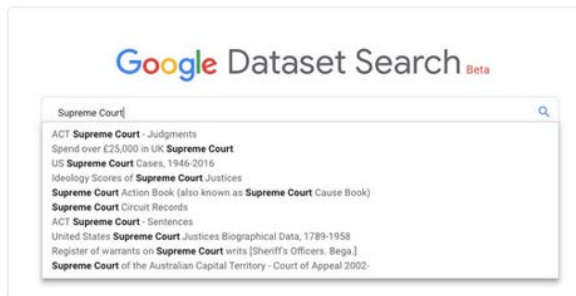 Google Dataset Search Beta
Supreme Court
ACT Supreme Court - Judgments
Spend over £25,000 in UK Supreme Court
US Supreme Court Cases, 1946-2016
Ideology Scores of Supreme Court Justices
Supreme Court Action Book (also known as Supreme Court Cause Book)
Supreme Court Circuit Records
ACT Supreme Court - Sentences
United States Supreme Court Justices Biographical Data, 1789-1958
Register of warrants on Supreme Court writs [Sheriff's Officers. Bega.]
Supreme Court of the Australian Capital Territory - Court of Appeal 2002-